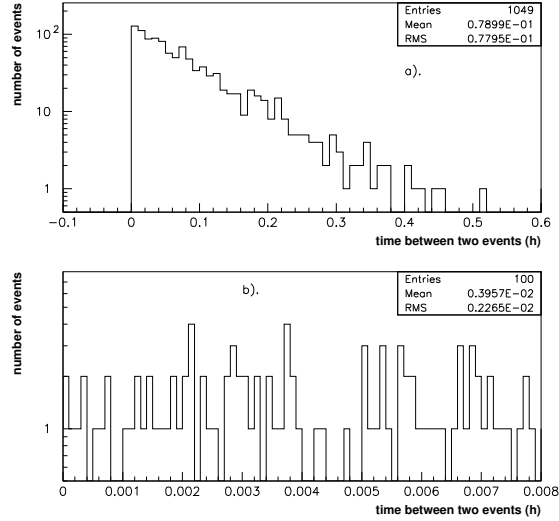 number of events
10²
10
1
Entries 1049
Mean 0.7899E-01
RMS 0.7795E-01
a).
-0.1 0 0.1 0.2 0.3 0.4 0.5 0.6
time between two events (h)
number of events
1
b).
Entries 100
Mean 0.3957E-02
RMS 0.2265E-02
0 0.001 0.002 0.003 0.004 0.005 0.006 0.007 0.008
time between two events (h)